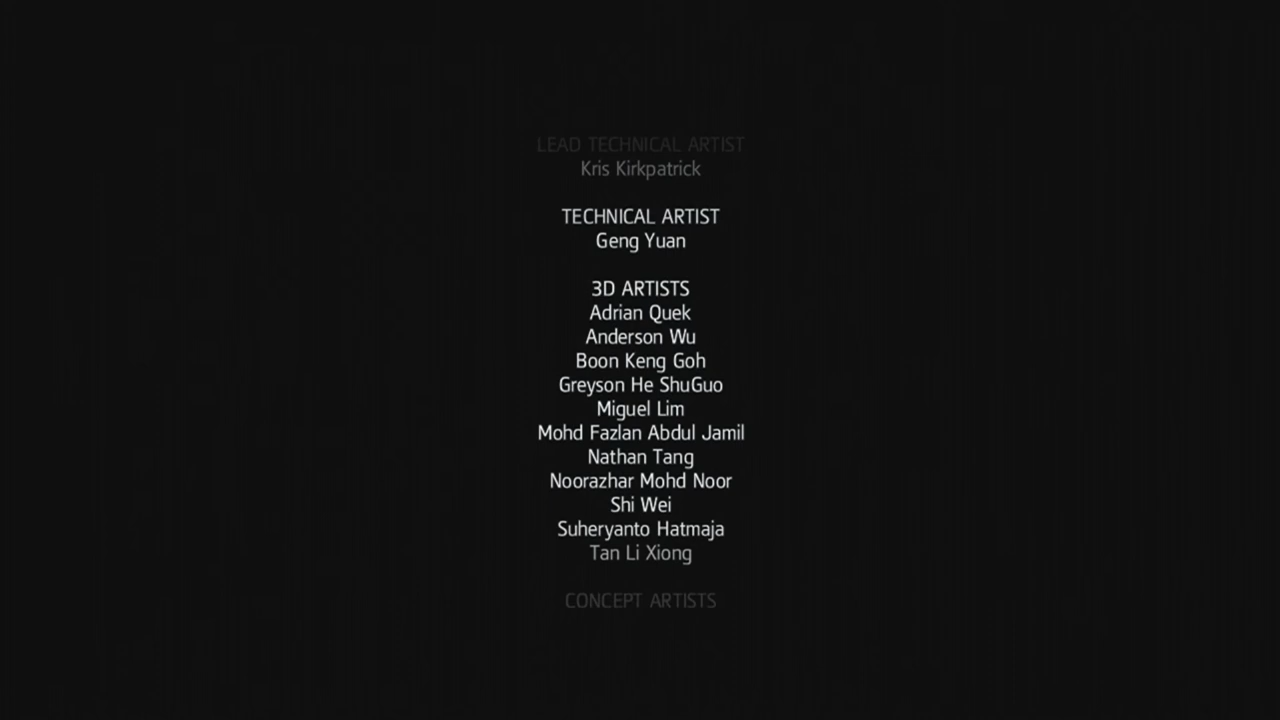 LEAD TECHNICAL ARTIST
Kris Kirkpatrick
TECHNICAL ARTIST
Geng Yuan
3D ARTISTS
Adrian Quek
Anderson Wu
Boon Keng Goh
Greyson He ShuGuo
Miguel Lim
Mohd Fazlan Abdul Jamil
Nathan Tang
Noorazhar Mohd Noor
Shi Wei
Suheryanto Hatmaja
Tan Li Xiong
CONCEPT ARTISTS